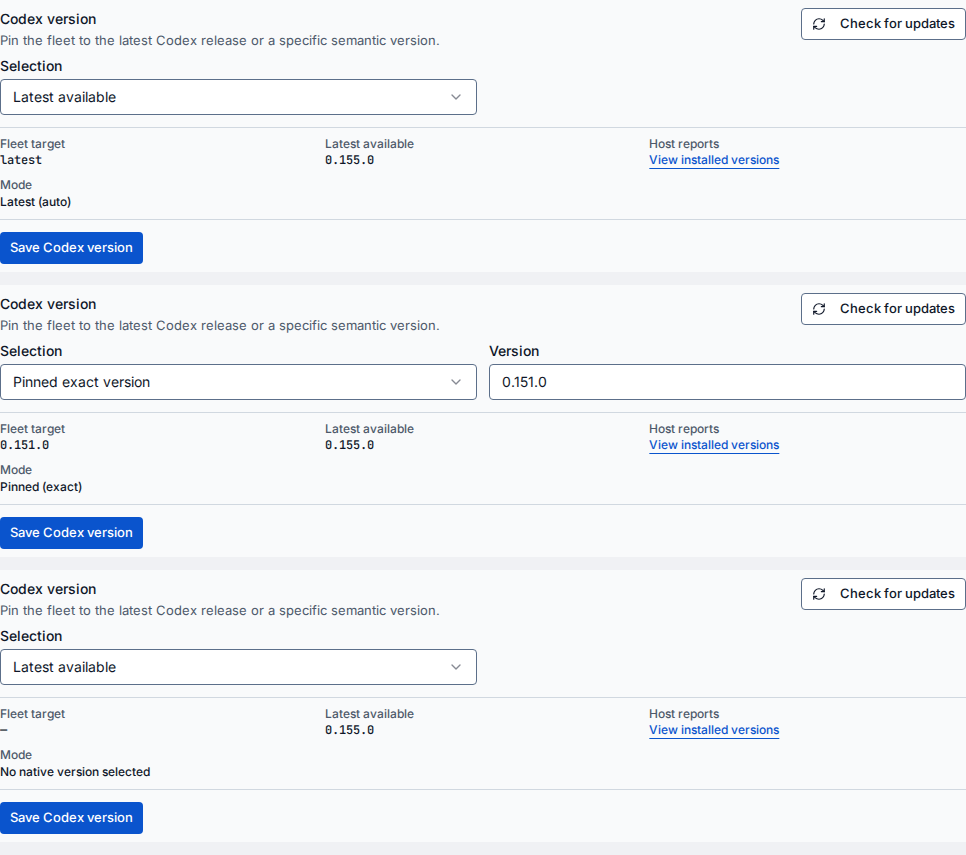 Codex version
Check for updates
Pin the fleet to the latest Codex release or a specific semantic version.
Selection
Latest available
Fleet target
Latest available
Host reports
latest
0.155.0
View installed versions
Mode
Latest (auto)
Save Codex version
Codex version
Check for updates
Pin the fleet to the latest Codex release or a specific semantic version.
Selection
Version
Pinned exact version
0.151.0
Fleet target
Latest available
Host reports
0.151.0
0.155.0
View installed versions
Mode
Pinned (exact)
Save Codex version
Codex version
Check for updates
Pin the fleet to the latest Codex release or a specific semantic version.
Selection
Latest available
Fleet target
Latest available
Host reports
—
0.155.0
View installed versions
Mode
No native version selected
Save Codex version